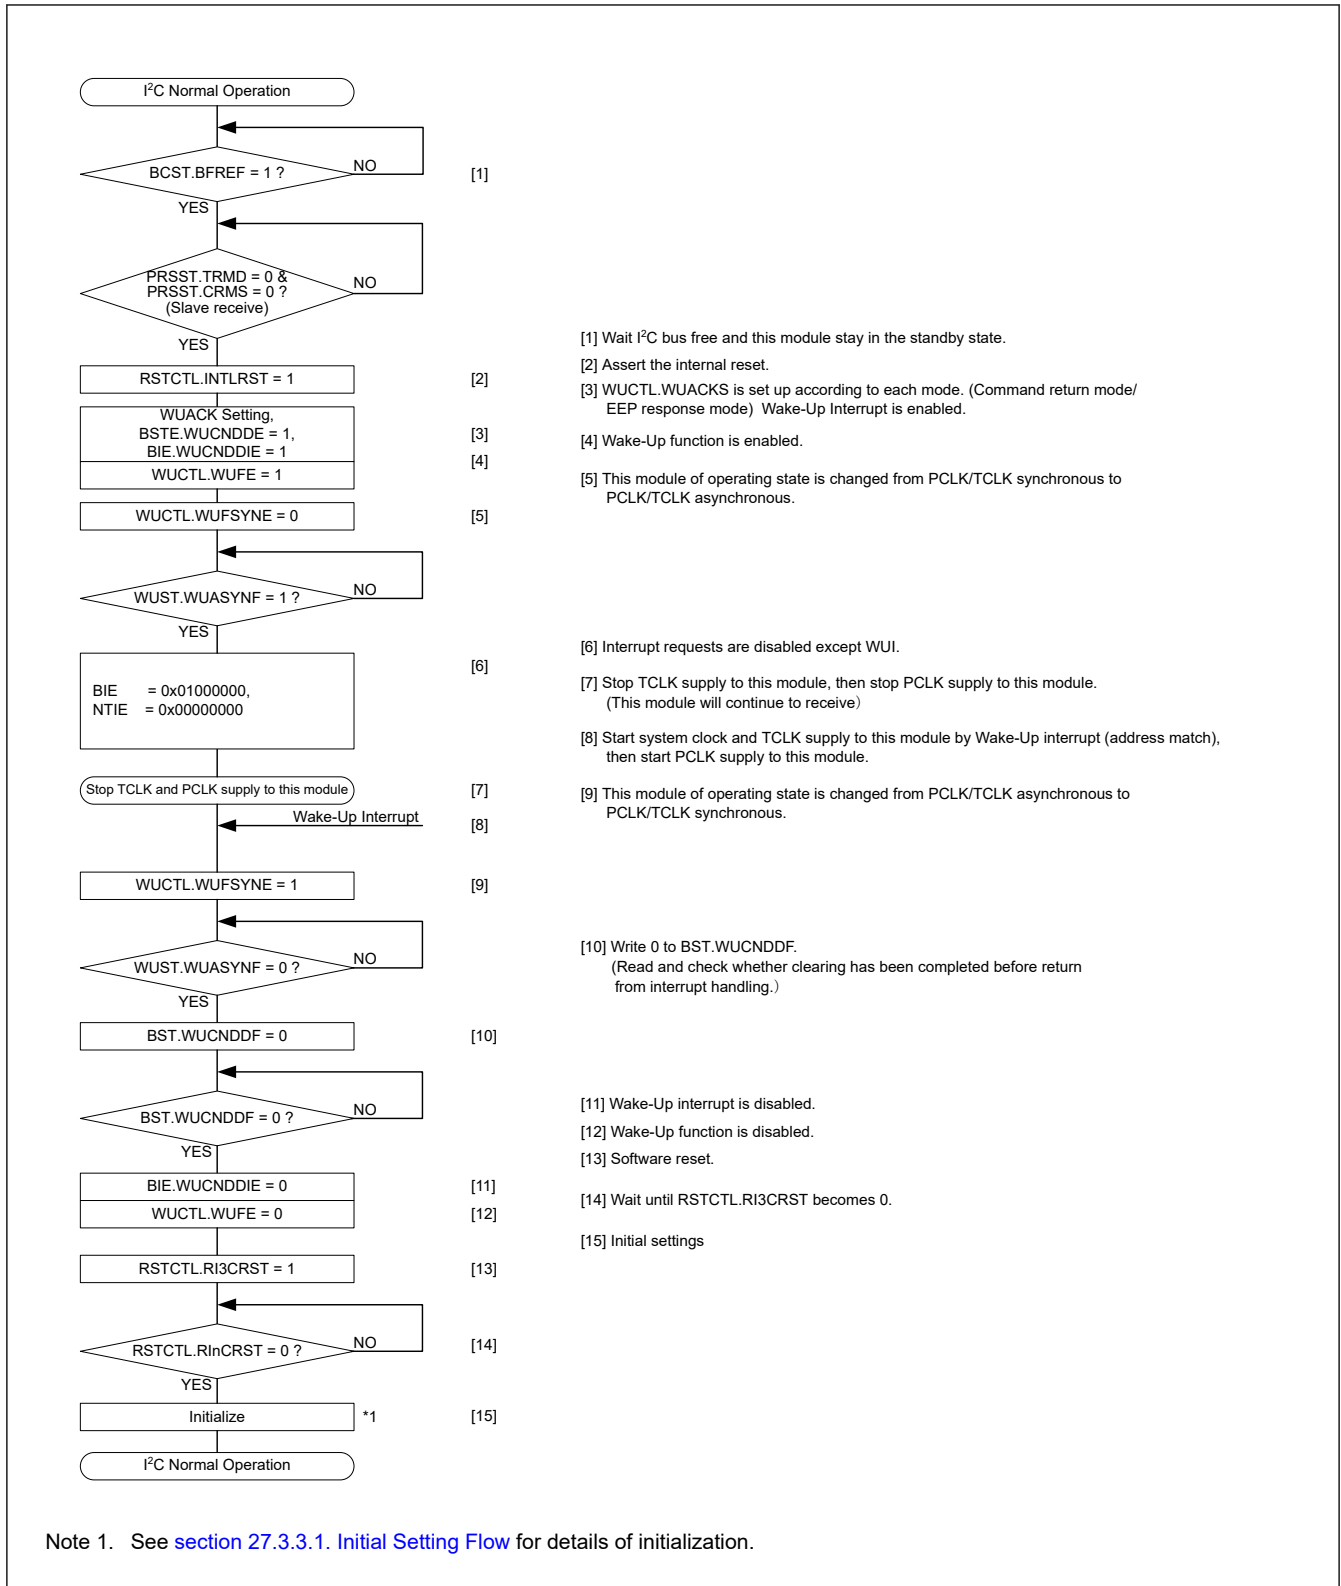 I²C Normal Operation
BCST.BFREF = 1 ?
NO
[1]
YES
PRSST.TRMD = 0 &
PRSST.CRMS = 0 ?
(Slave receive)
NO
YES
RSTCTL.INTLRST = 1
[2]
WUACK Setting,
BSTE.WUCNDDE = 1,
BIE.WUCNDDIE = 1
[3]
WUCTL.WUFE = 1
[4]
WUCTL.WUFSYNE = 0
[5]
WUST.WUASYNF = 1 ?
NO
YES
BIE = 0x01000000,
NTIE = 0x00000000
[6]
Stop TCLK and PCLK supply to this module
[7]
Wake-Up Interrupt
[8]
WUCTL.WUFSYNE = 1
[9]
WUST.WUASYNF = 0 ?
NO
YES
BST.WUCNDDF = 0
[10]
BST.WUCNDDF = 0 ?
NO
YES
BIE.WUCNDDIE = 0
[11]
WUCTL.WUFE = 0
[12]
RSTCTL.RI3CRST = 1
[13]
RSTCTL.RInCRST = 0 ?
NO
[14]
YES
Initialize
*1
[15]
I²C Normal Operation
[1] Wait I²C bus free and this module stay in the standby state.
[2] Assert the internal reset.
[3] WUCTL.WUACKS is set up according to each mode. (Command return mode/
EEP response mode) Wake-Up Interrupt is enabled.
[4] Wake-Up function is enabled.
[5] This module of operating state is changed from PCLK/TCLK synchronous to
PCLK/TCLK asynchronous.
[6] Interrupt requests are disabled except WUI.
[7] Stop TCLK supply to this module, then stop PCLK supply to this module.
(This module will continue to receive）
[8] Start system clock and TCLK supply to this module by Wake-Up interrupt (address match),
then start PCLK supply to this module.
[9] This module of operating state is changed from PCLK/TCLK asynchronous to
PCLK/TCLK synchronous.
[10] Write 0 to BST.WUCNDDF.
(Read and check whether clearing has been completed before return
from interrupt handling.）
[11] Wake-Up interrupt is disabled.
[12] Wake-Up function is disabled.
[13] Software reset.
[14] Wait until RSTCTL.RI3CRST becomes 0.
[15] Initial settings
Note 1. See section 27.3.3.1. Initial Setting Flow for details of initialization.